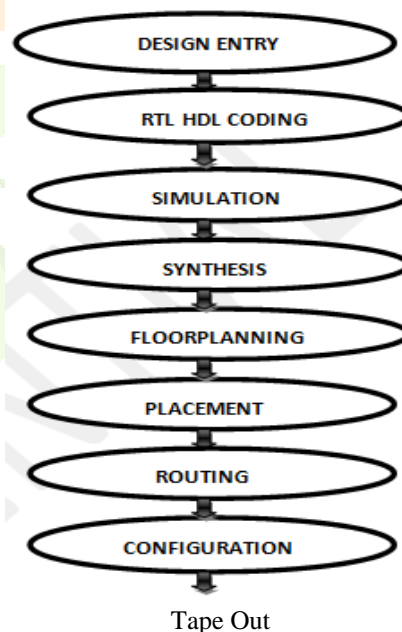 DESIGN ENTRY
RTL HDL CODING
SIMULATION
SYNTHESIS
FLOORPLANNING
PLACEMENT
ROUTING
CONFIGURATION
Tape Out